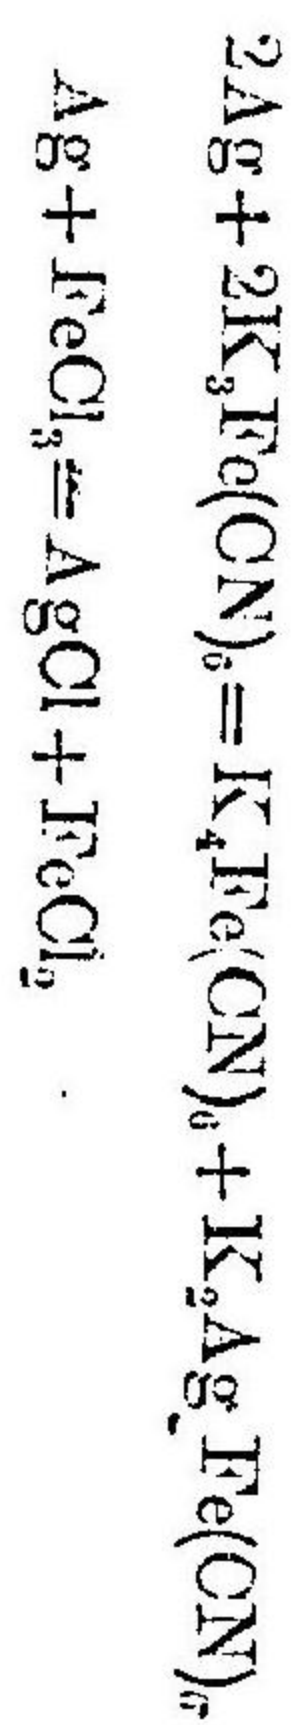 2Ag + 2K₃Fe(CN)₆ = K₄Fe(CN)₆ + K₂Ag₂Fe(CN)₆
Ag + FeCl₃ = AgCl + FeCl₂